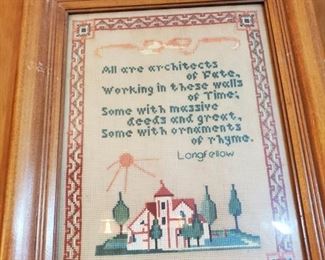 All are architects
of Fate,
Working in these walls
of Time;
Some with massive
deeds and great,
Some with ornaments
of rhyme.
Longfellow